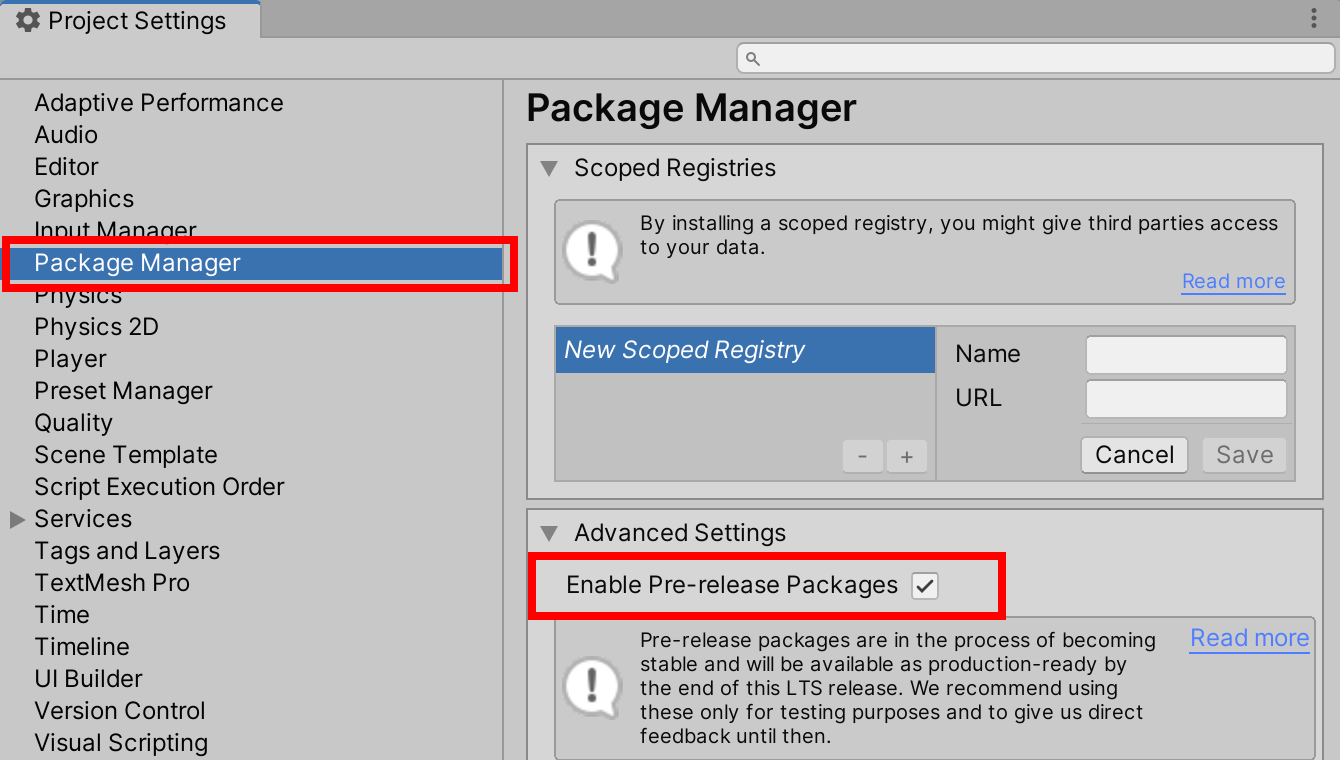 Project Settings
Adaptive Performance
Audio
Editor
Graphics
Input Manager
Package Manager
Physics
Physics 2D
Player
Preset Manager
Quality
Scene Template
Script Execution Order
Services
Tags and Layers
TextMesh Pro
Time
Timeline
UI Builder
Version Control
Visual Scripting
Package Manager
Scoped Registries
By installing a scoped registry, you might give third parties access
to your data.
Read more
New Scoped Registry
- +
Name
URL
Cancel Save
Advanced Settings
Enable Pre-release Packages
Pre-release packages are in the process of becoming
stable and will be available as production-ready by
the end of this LTS release. We recommend using
these only for testing purposes and to give us direct
feedback until then.
Read more